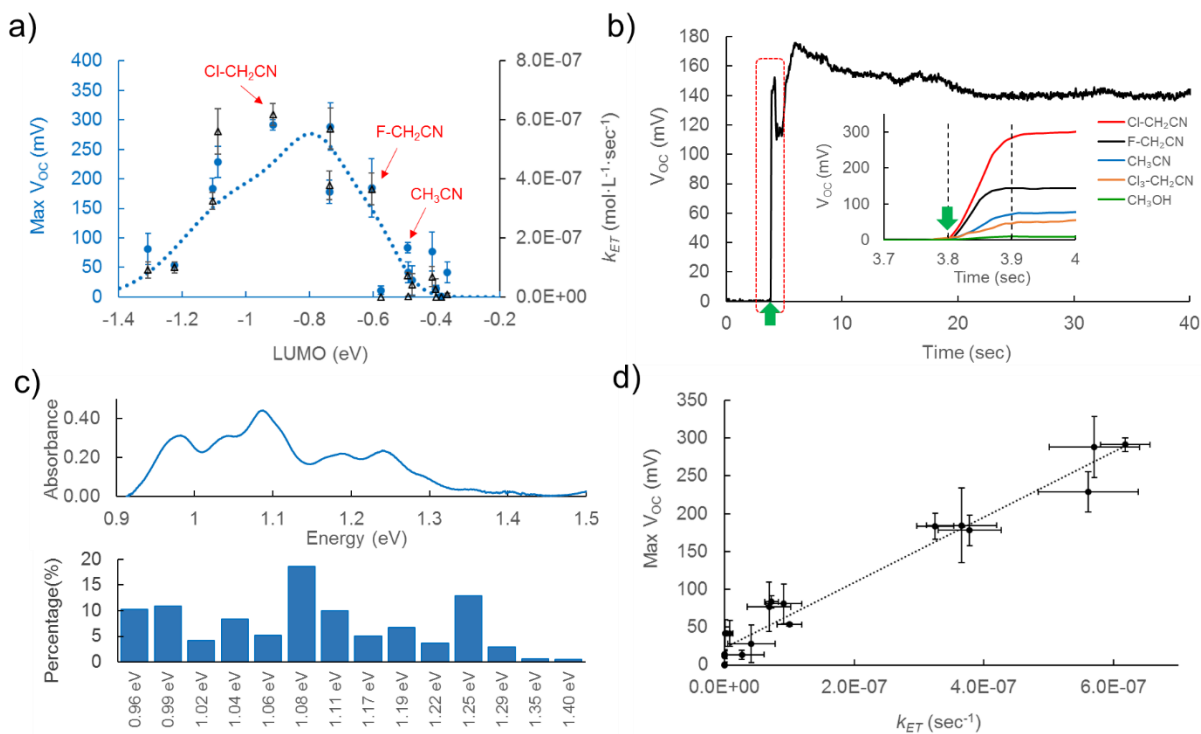 a)
400
350
300
250
200
150
100
50
0
Max VOC (mV)
8.0E-07
6.0E-07
4.0E-07
2.0E-07
0.0E+00
kET (mol·L-1·sec-1)
Cl-CH2CN
F-CH2CN
CH3CN
-1.4 -1.2 -1 -0.8 -0.6 -0.4 -0.2
LUMO (eV)
b)
180
160
140
120
100
80
60
40
20
0
VOC (mV)
0 10 20 30 40
Time (sec)
300
200
100
0
VOC (mV)
3.7 3.8 3.9 4
Time (sec)
Cl-CH2CN
F-CH2CN
CH3CN
Cl3-CH2CN
CH3OH
c)
Absorbance
0.40
0.20
0.00
0.9 1 1.1 1.2 1.3 1.4 1.5
Energy (eV)
Percentage(%)
20
15
10
5
0
0.96 eV
0.99 eV
1.02 eV
1.04 eV
1.06 eV
1.08 eV
1.11 eV
1.17 eV
1.19 eV
1.22 eV
1.25 eV
1.29 eV
1.35 eV
1.40 eV
d)
350
300
250
200
150
100
50
0
Max VOC (mV)
0.0E+00 2.0E-07 4.0E-07 6.0E-07
kET (sec-1)